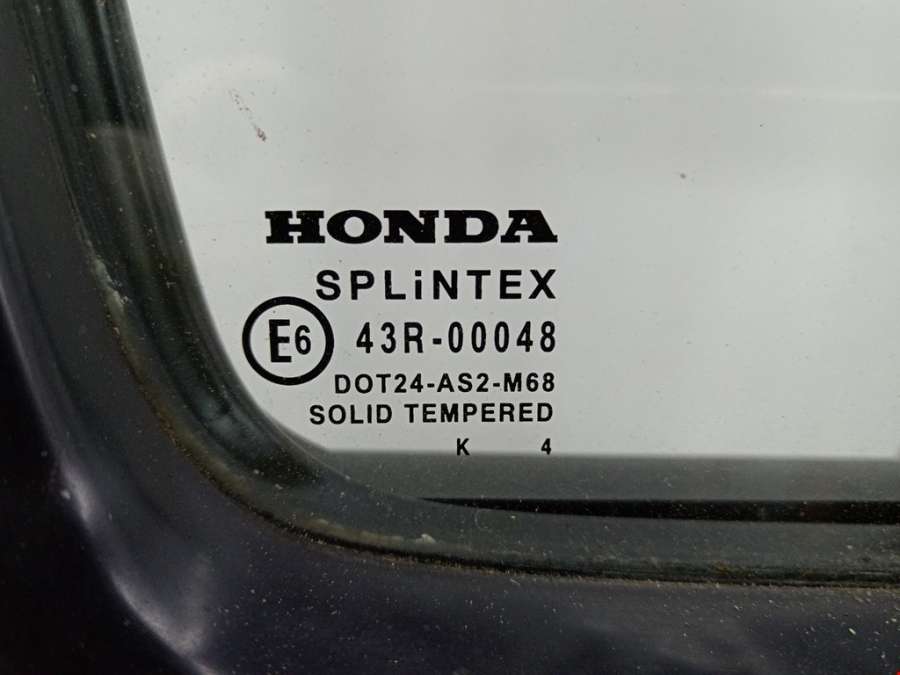 HONDA
SPLiNTEX
E6 43R-00048
DOT24-AS2-M68
SOLID TEMPERED
K 4